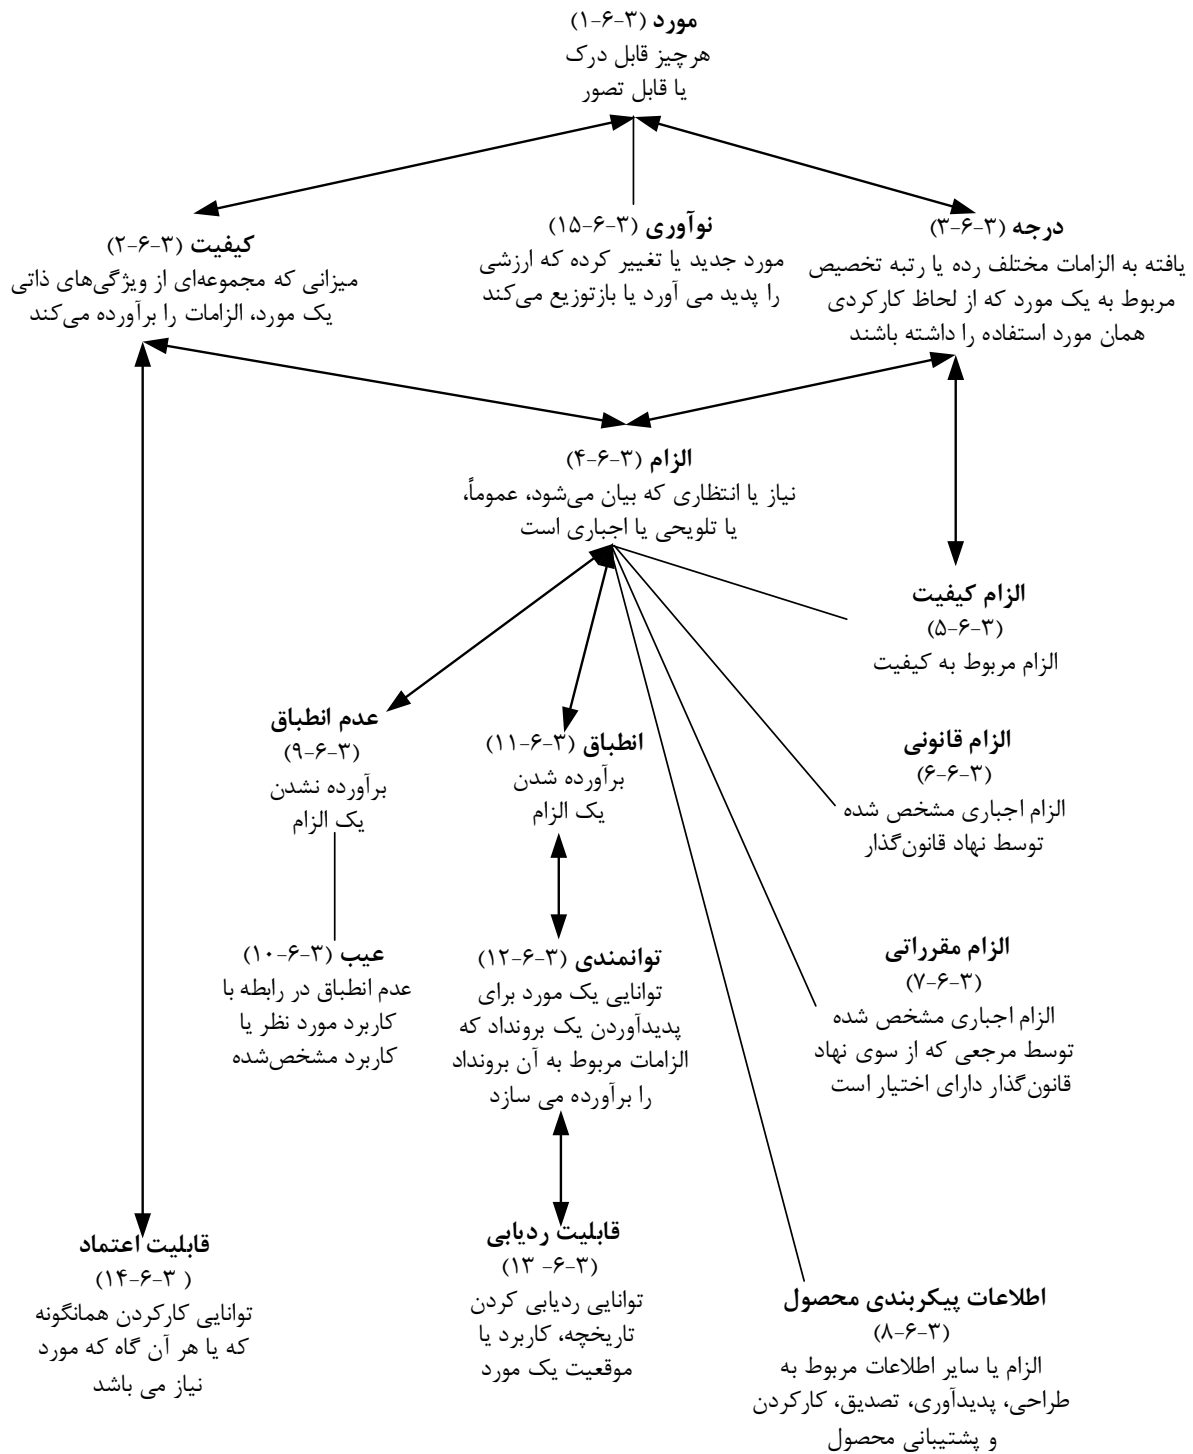 مورد (۳-۶-۱)
هرچیز قابل درک
یا قابل تصور
درجه (۳-۶-۳)
یافته به الزامات مختلف رده یا رتبه تخصیص
مربوط به یک مورد که از لحاظ کارکردی
همان مورد استفاده را داشته باشند
نوآوری (۳-۶-۱۵)
مورد جدید یا تغییر کرده که ارزشی
را پدید می آورد یا بازتوزیع می‌کند
کیفیت (۳-۶-۲)
میزانی که مجموعه‌ای از ویژگی‌های ذاتی
یک مورد، الزامات را برآورده می‌کند
الزام (۳-۶-۴)
نیاز یا انتظاری که بیان می‌شود، عموماً،
یا تلویحی یا اجباری است
الزام کیفیت
(۳-۶-۵)
الزام مربوط به کیفیت
الزام قانونی
(۳-۶-۶)
الزام اجباری مشخص شده
توسط نهاد قانون‌گذار
انطباق (۳-۶-۱۱)
برآورده شدن
یک الزام
عدم انطباق
(۳-۶-۹)
برآورده نشدن
یک الزام
الزام مقرراتی
(۳-۶-۷)
الزام اجباری مشخص شده
توسط مرجعی که از سوی نهاد
قانون‌گذار دارای اختیار است
توانمندی (۳-۶-۱۲)
توانایی یک مورد برای
پدیدآوردن یک برونداد که
الزامات مربوط به آن برونداد
را برآورده می سازد
عیب (۳-۶-۱۰)
عدم انطباق در رابطه با
کاربرد مورد نظر یا
کاربرد مشخص‌شده
اطلاعات پیکربندی محصول
(۳-۶-۸)
الزام یا سایر اطلاعات مربوط به
طراحی، پدیدآوری، تصدیق، کارکردن
و پشتیبانی محصول
قابلیت ردیابی
(۳-۶- ۱۳)
توانایی ردیابی کردن
تاریخچه، کاربرد یا
موقعیت یک مورد
قابلیت اعتماد
( ۳-۶-۱۴)
توانایی کارکردن همانگونه
که یا هر آن گاه که مورد
نیاز می باشد